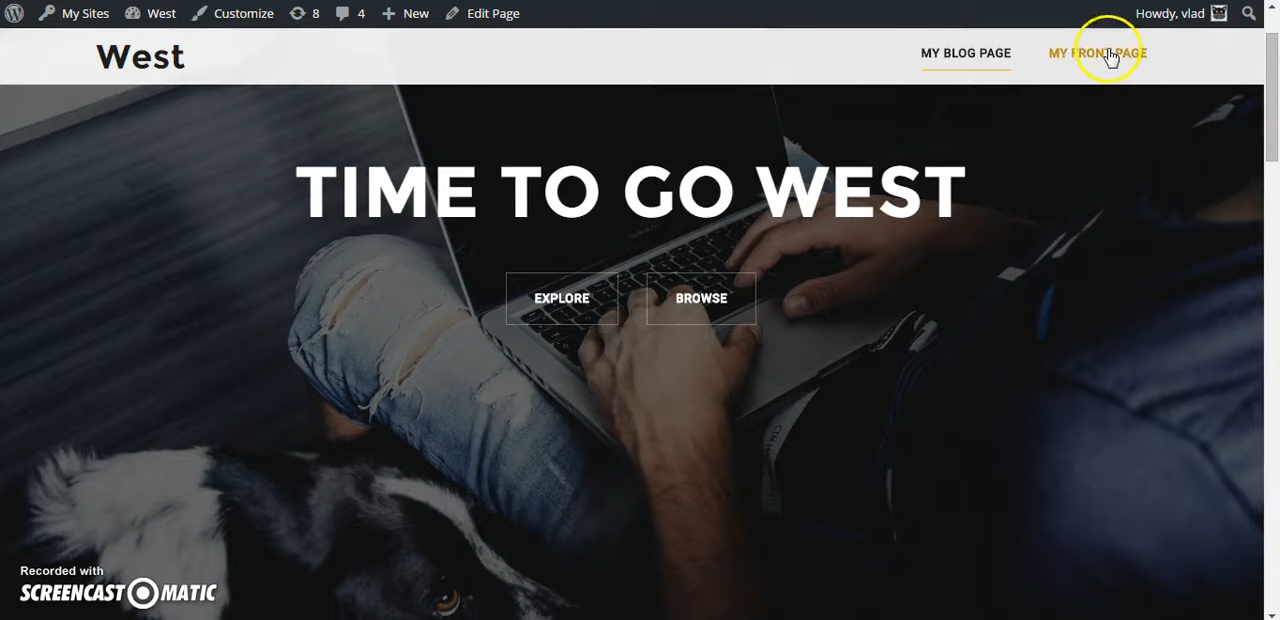 My Sites West Customize 8 4 New Edit Page Howdy, vlad
West MY BLOG PAGE MY FRONT PAGE
TIME TO GO WEST
EXPLORE BROWSE
Recorded with
SCREENCAST MATIC